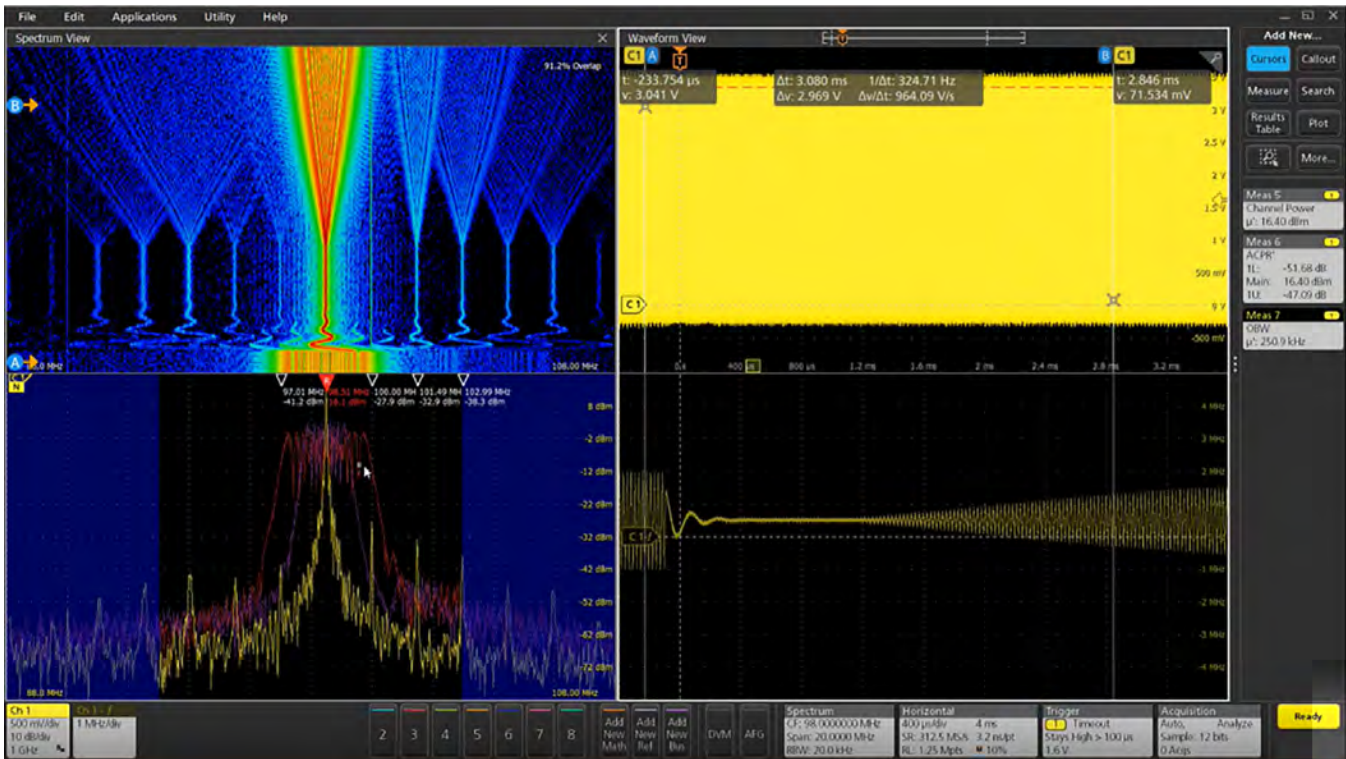 File Edit Applications Utility Help
Spectrum View
91.2% Overlap
B
A
108.00 MHz
97.01 MHz 98.51 MHz 100.00 MH 101.49 MH 102.99 MHz
-41.2 dBm -27.9 dBm -32.9 dBm -38.3 dBm
8 dBm
-2 dBm
-12 dBm
-22 dBm
-32 dBm
-42 dBm
-52 dBm
-62 dBm
-72 dBm
88.0 MHz 108.00 MHz
Waveform View
C1 A T B C1
t: -233.754 µs Δt: 3.080 ms 1/Δt: 324.71 Hz t: 2.846 ms
v: 3.041 V Δv: 2.969 V Δv/Δt: 964.09 V/s v: 71.534 mV
3 V
2.5 V
2 V
1.5 V
1 V
500 mV
C1 0 V
-500 mV
0 s 400 µs 800 µs 1.2 ms 1.6 ms 2 ms 2.4 ms 2.8 ms 3.2 ms
4 MHz
3 MHz
2 MHz
C1 f
-1 MHz
-2 MHz
-3 MHz
-4 MHz
Add New...
Cursors Callout
Measure Search
Results Table Plot
More...
Meas 5 1
Channel Power
µ': 16.40 dBm
Meas 6 1
ACPR'
1L: -51.68 dB
Main: 16.40 dBm
1U: -47.09 dB
Meas 7 1
OBW
µ': 250.9 kHz
Ch 1
500 mV/div
10 dB/div
1 GHz
Ch 1 - f
1 MHz/div
2 3 4 5 6 7 8
Add New Math
Add New Ref
Add New Bus
DVM AFG
Spectrum
CF: 98.0000000 MHz
Span: 20.0000 MHz
RBW: 20.0 kHz
Horizontal
400 µs/div 4 ms
SR: 312.5 MS/s 3.2 ns/pt
RL: 1.25 Mpts 10%
Trigger
1 Timeout
Stays High > 100 µs
1.6 V
Acquisition
Auto, Analyze
Sample: 12 bits
0 Acqs
Ready